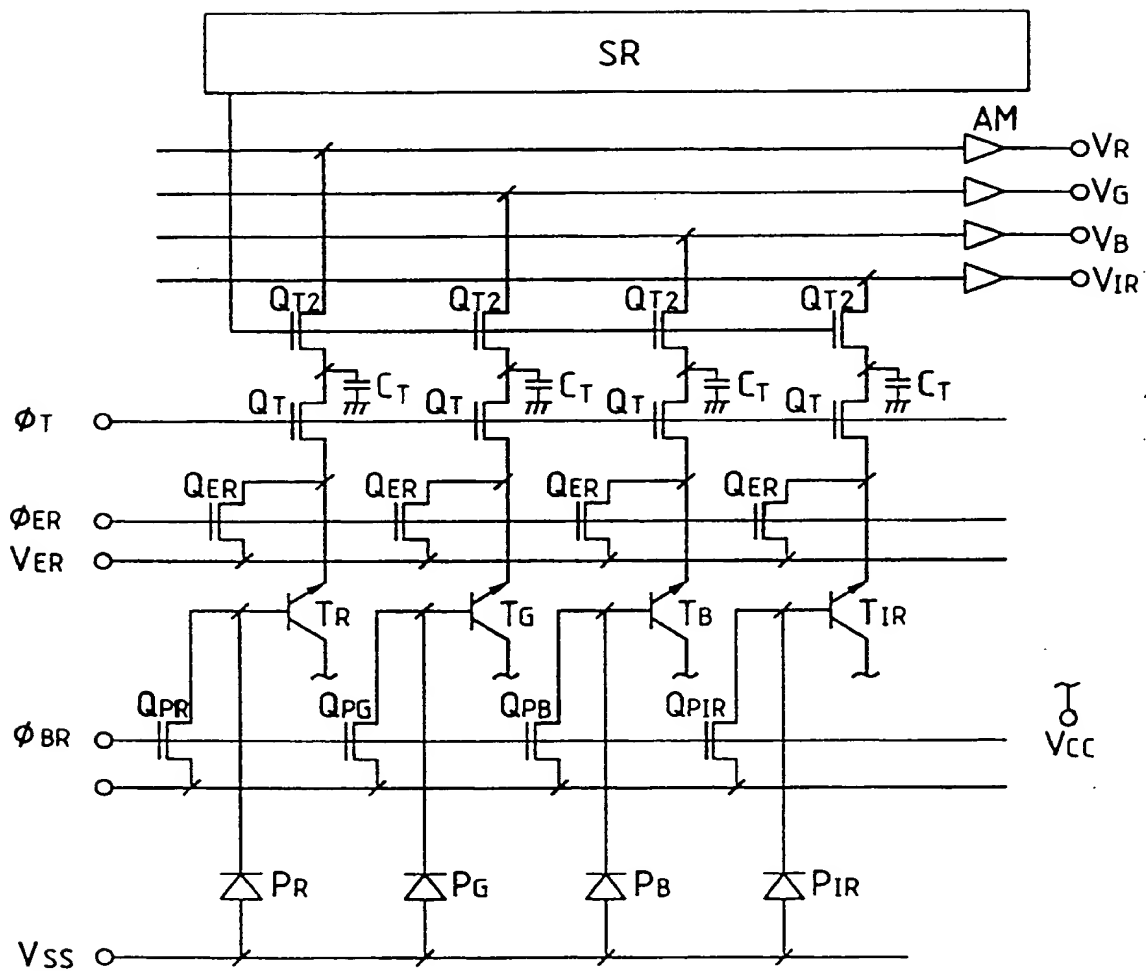 SR
AM
VR
VG
VB
VIR
QT2 QT2 QT2 QT2
CT CT CT CT
QT QT QT QT
ϕT
QER QER QER QER
ϕER
VER
TR TG TB TIR
QPR QPG QPB QPIR
ϕBR
VCC
PR PG PB PIR
VSS